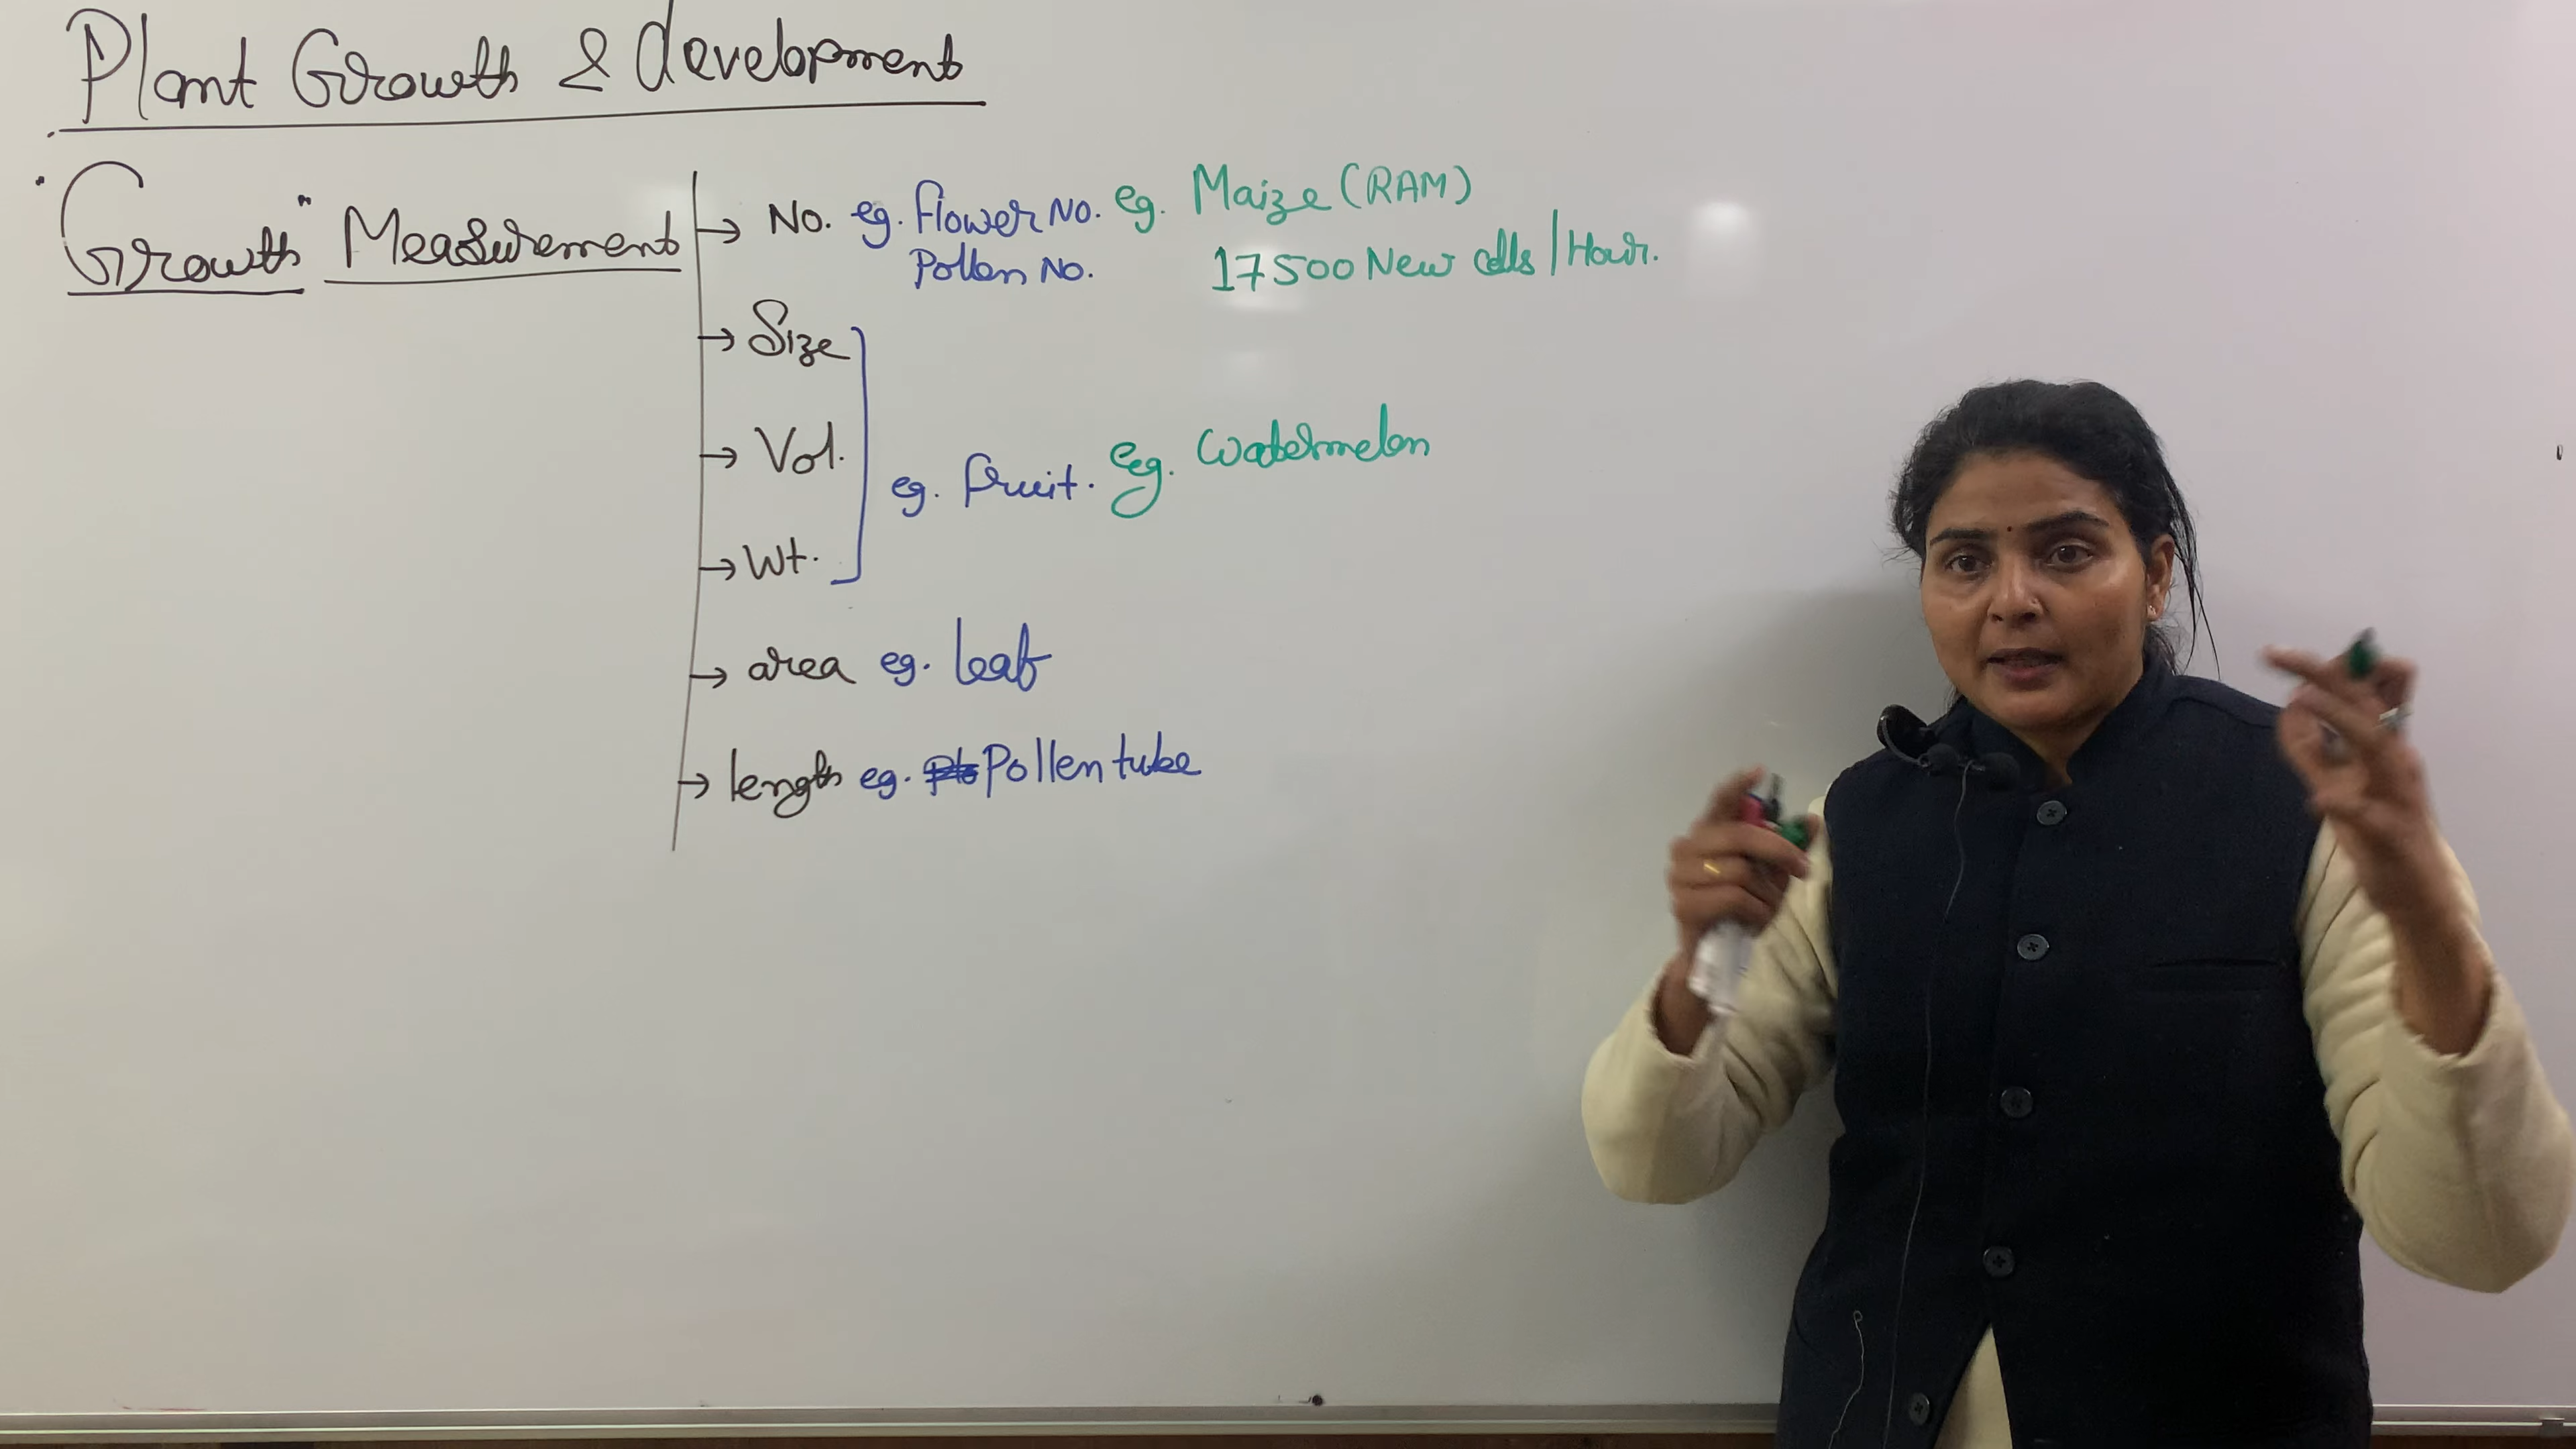 Plant Growth & development
"Growth" Measurement
→ No. eg. flower No. eg. Maize (RAM)
Pollen No. 17500 New cells / Hour.
→ Size
→ Vol.
eg. fruit. Eg. Watermelon
→ Wt.
→ area eg. leaf
→ length eg. Pollen tube